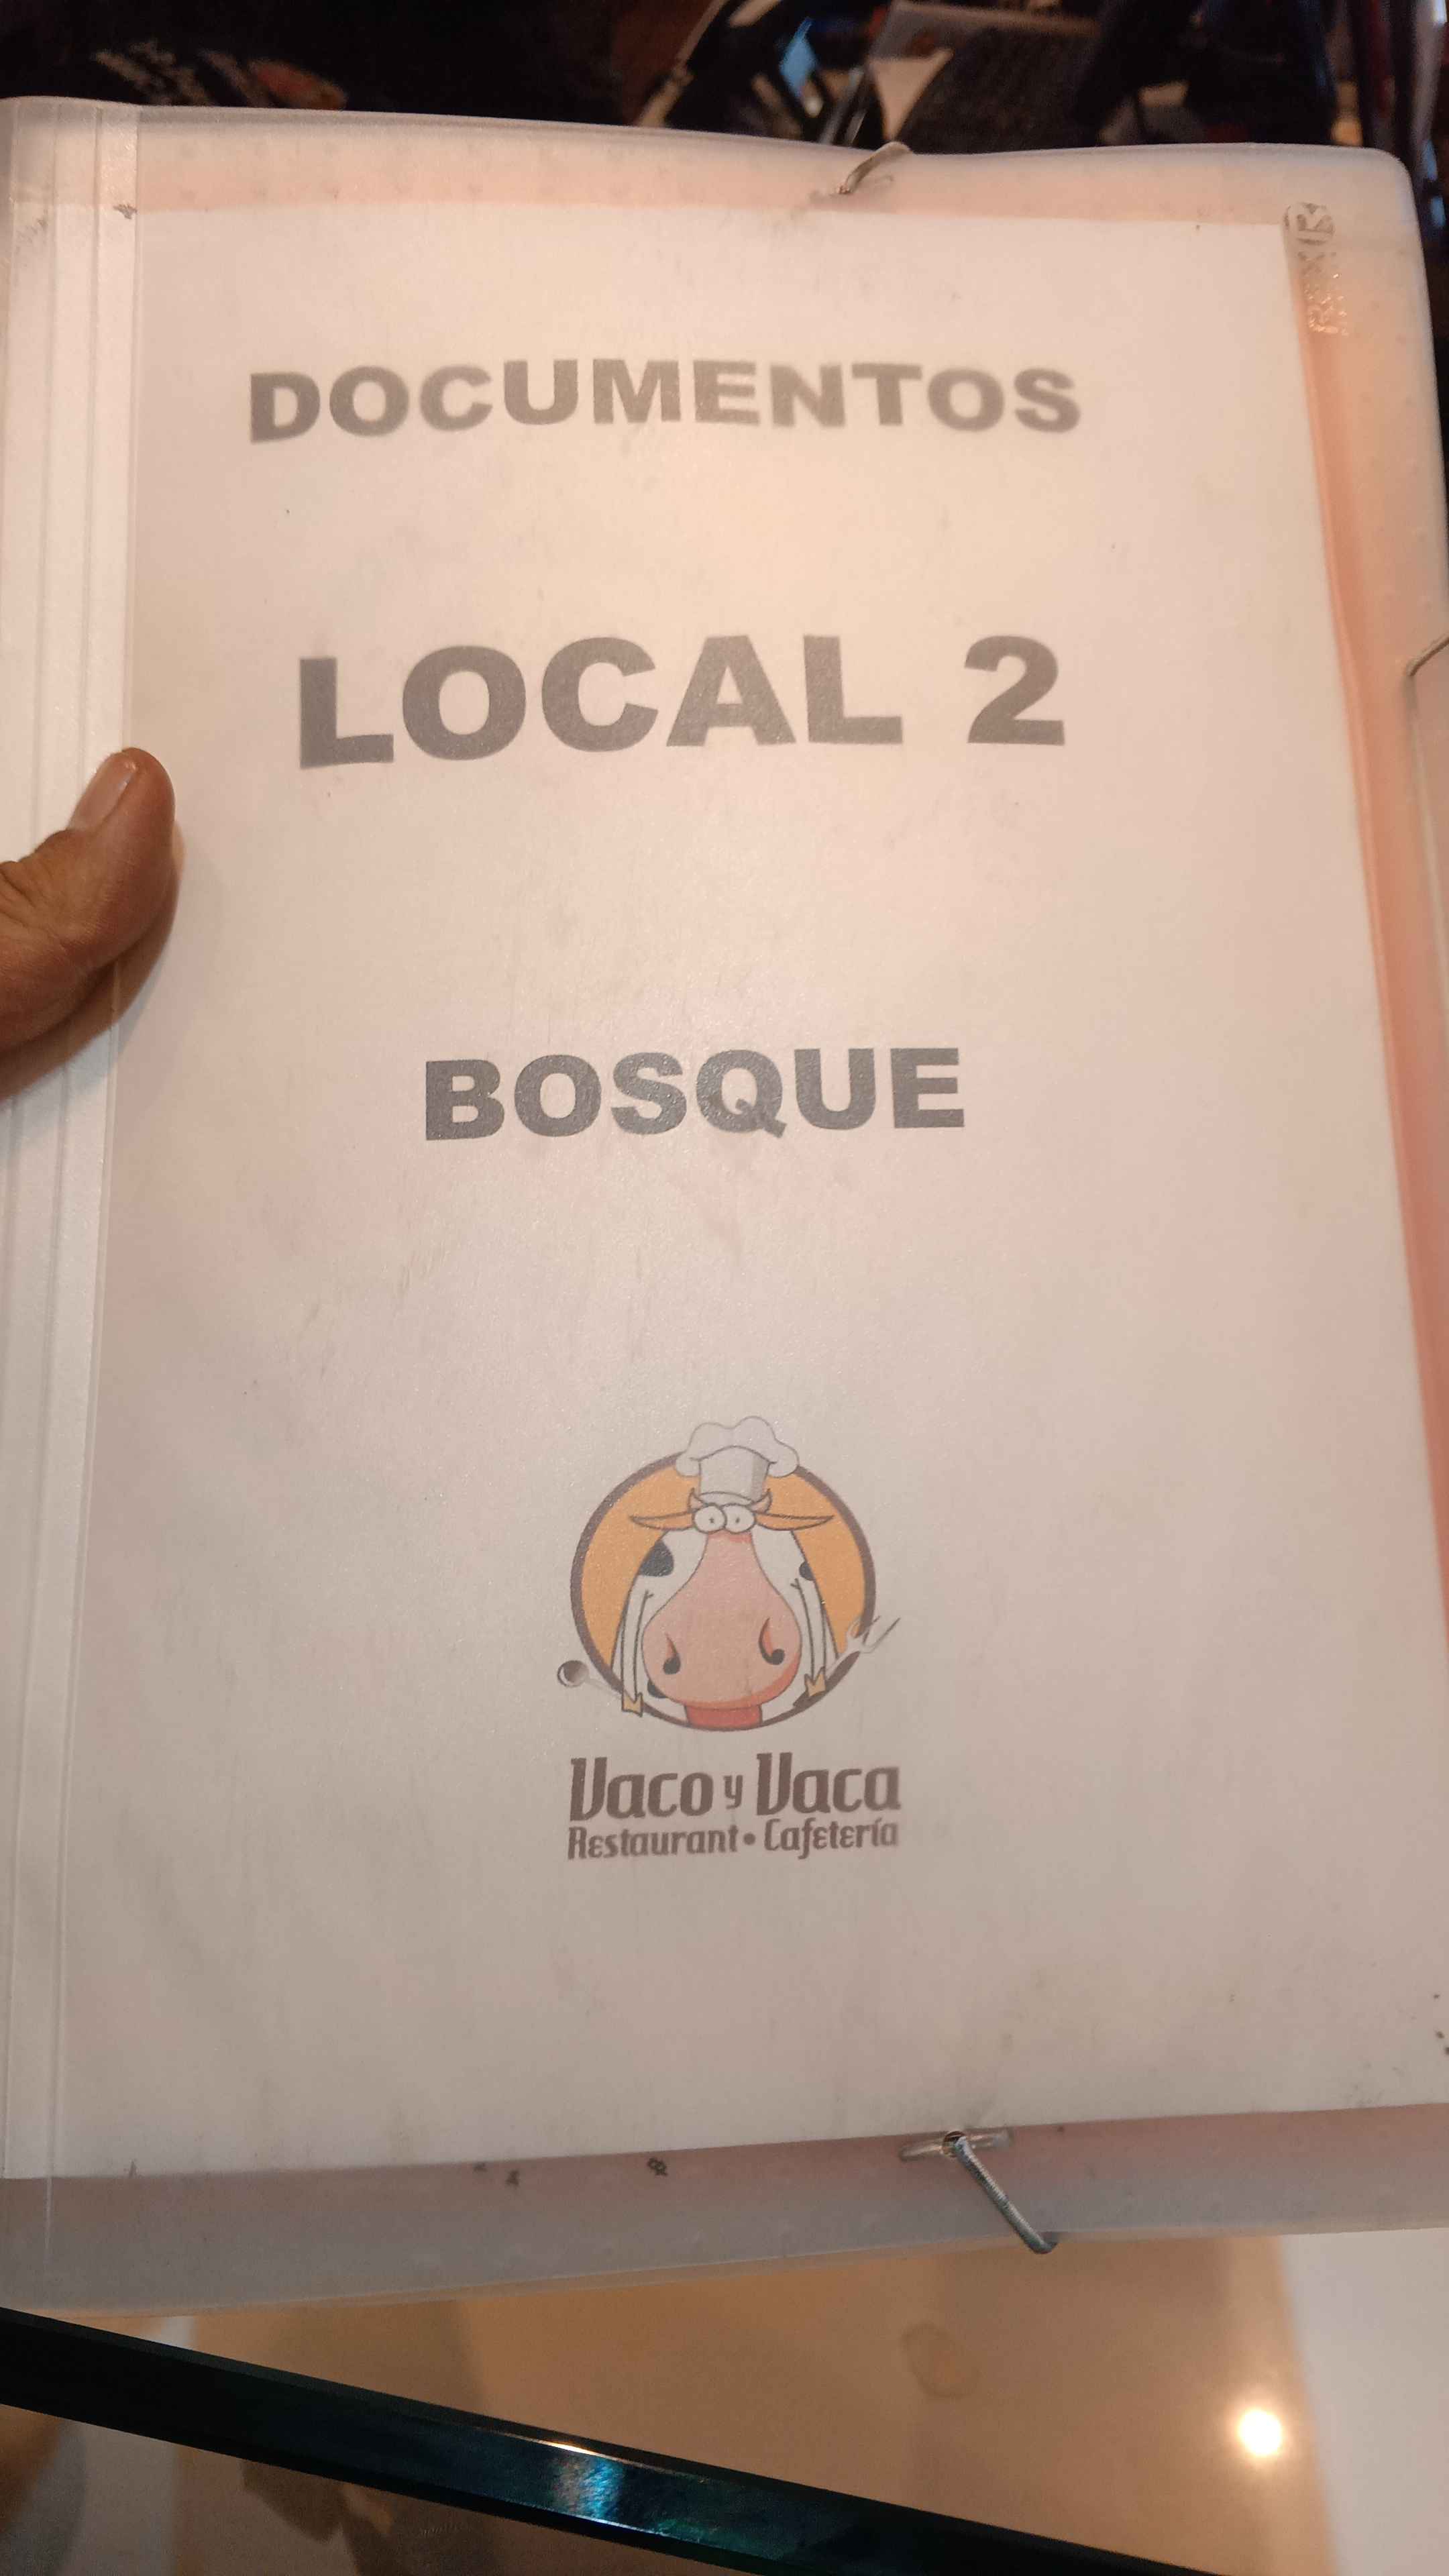 DOCUMENTOS
LOCAL 2
BOSQUE
Vaco y Vaca
Restaurant • Cafetería